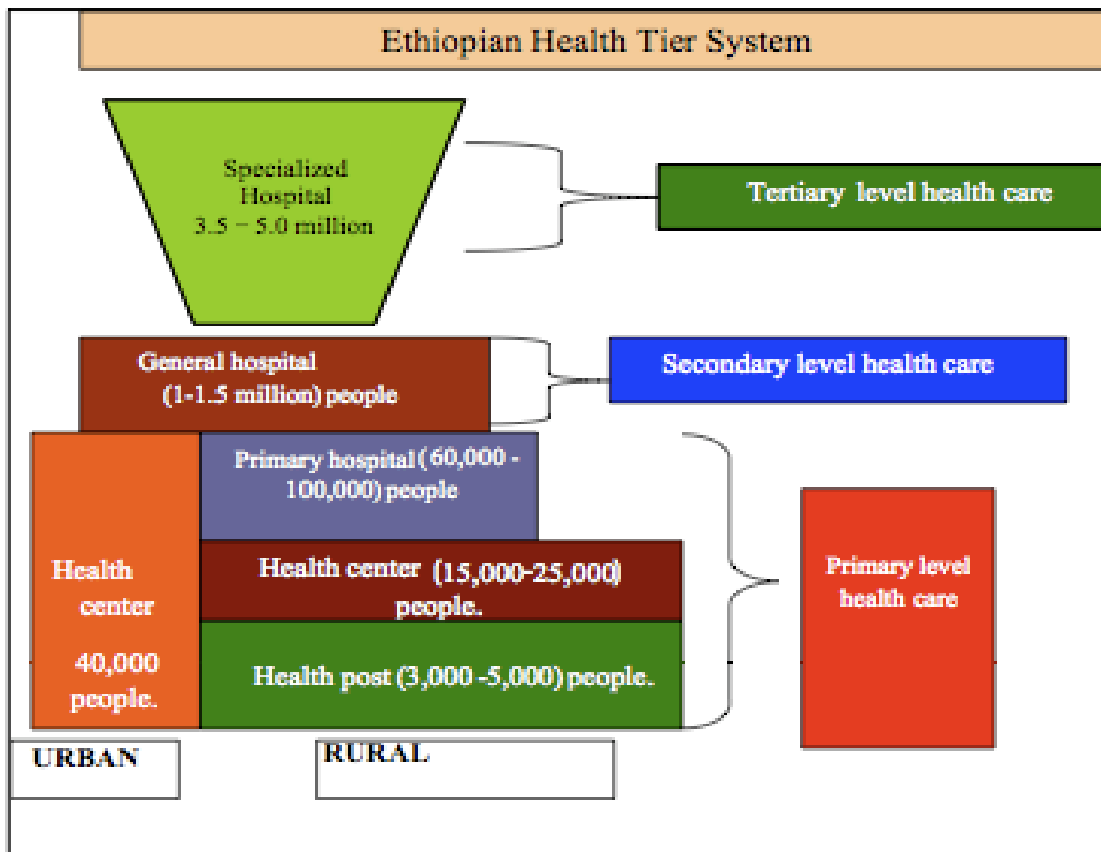 Ethiopian Health Tier System
Specialized
Hospital
3.5 – 5.0 million
Tertiary level health care
General hospital
(1-1.5 million) people
Secondary level health care
Primary hospital (60,000 -
100,000) people
Health
center
40,000
people.
Health center (15,000-25,000)
people.
Health post (3,000 -5,000) people.
Primary level
health care
URBAN
RURAL